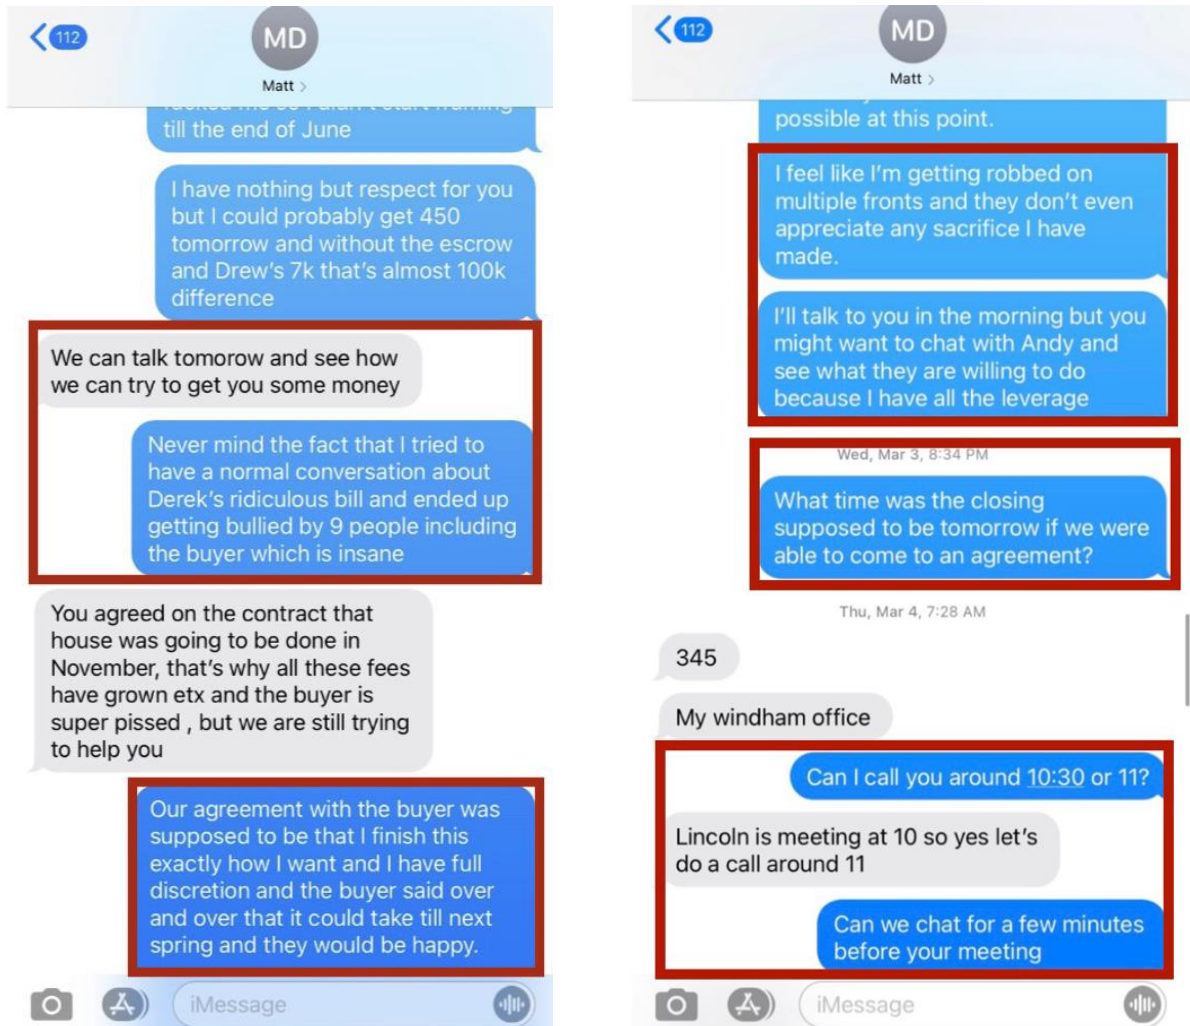 112
MD
Matt >
till the end of June
I have nothing but respect for you
but I could probably get 450
tomorrow and without the escrow
and Drew's 7k that's almost 100k
difference
We can talk tomorow and see how
we can try to get you some money
Never mind the fact that I tried to
have a normal conversation about
Derek's ridiculous bill and ended up
getting bullied by 9 people including
the buyer which is insane
You agreed on the contract that
house was going to be done in
November, that's why all these fees
have grown etx and the buyer is
super pissed , but we are still trying
to help you
Our agreement with the buyer was
supposed to be that I finish this
exactly how I want and I have full
discretion and the buyer said over
and over that it could take till next
spring and they would be happy.
iMessage
112
MD
Matt >
possible at this point.
I feel like I'm getting robbed on
multiple fronts and they don't even
appreciate any sacrifice I have
made.
I'll talk to you in the morning but you
might want to chat with Andy and
see what they are willing to do
because I have all the leverage
Wed, Mar 3, 8:34 PM
What time was the closing
supposed to be tomorrow if we were
able to come to an agreement?
Thu, Mar 4, 7:28 AM
345
My windham office
Can I call you around 10:30 or 11?
Lincoln is meeting at 10 so yes let's
do a call around 11
Can we chat for a few minutes
before your meeting
iMessage